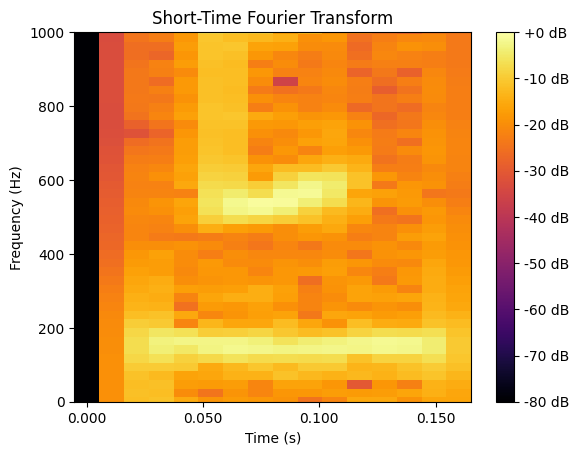 Short-Time Fourier Transform
1000
800
600
400
200
0
Frequency (Hz)
0.000
0.050
0.100
0.150
Time (s)
+0 dB
-10 dB
-20 dB
-30 dB
-40 dB
-50 dB
-60 dB
-70 dB
-80 dB